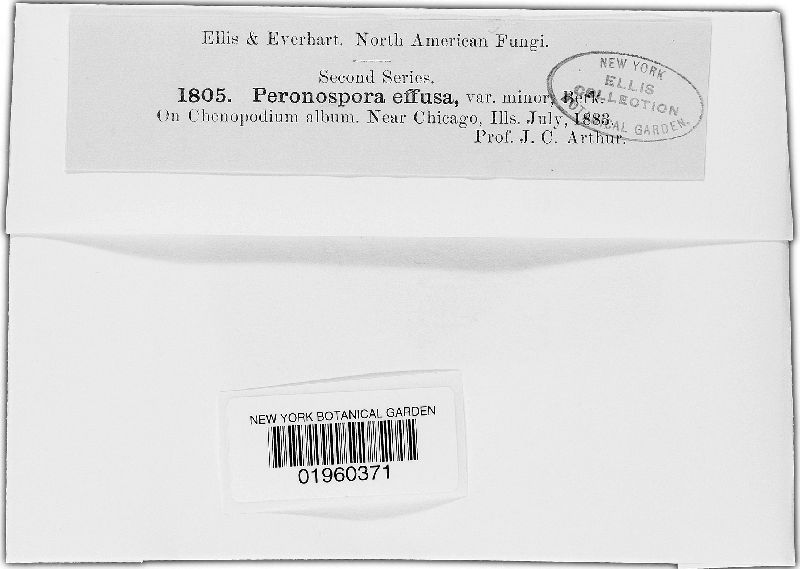 Ellis & Everhart. North American Fungi.
Second Series.
1805. Peronospora effusa, var. minor, Berk.
On Chenopodium album. Near Chicago, Ills. July, 1883.
Prof. J. C. Arthur.
NEW YORK
ELLIS
COLLECTION
BOTANICAL GARDEN.
NEW YORK BOTANICAL GARDEN
01960371